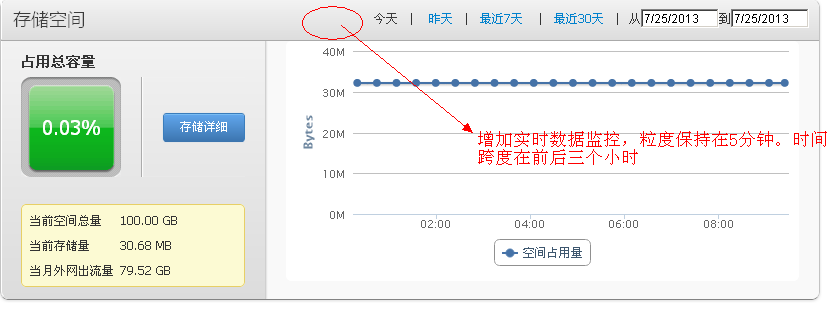 存储空间
今天 | 昨天 | 最近7天 | 最近30天 | 从 7/25/2013 到 7/25/2013
占用总容量
0.03%
存储详细
当前空间总量 100.00 GB
当前存储量 30.68 MB
当月外网出流量 79.52 GB
Bytes
40M
30M
20M
10M
0M
02:00 04:00 06:00 08:00
空间占用量
增加实时数据监控，粒度保持在5分钟。时间
跨度在前后三个小时